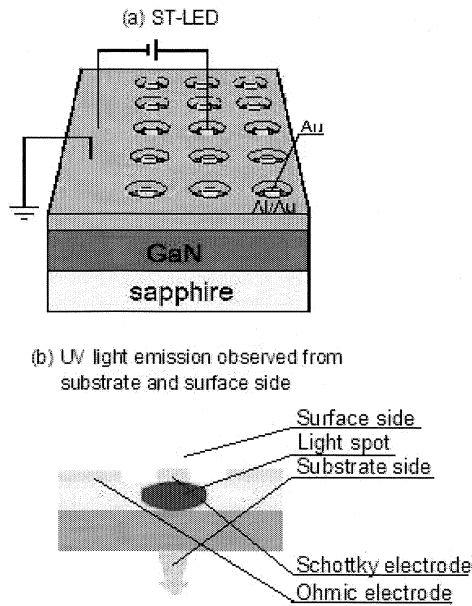 (a) ST-LED
Au
Al/Au
GaN
sapphire
(b) UV light emission observed from
substrate and surface side
Surface side
Light spot
Substrate side
Schottky electrode
Ohmic electrode